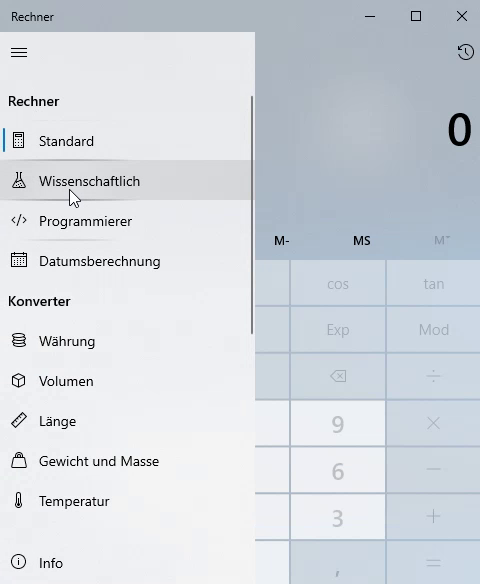 Rechner
Rechner
0
Standard
Wissenschaftlich
Programmierer
M- MS M˅
Datumsberechnung
cos tan
Konverter
Exp Mod
Währung
Volumen
÷
Länge
9 ×
Gewicht und Masse
6 −
Temperatur
3 +
Info
, =